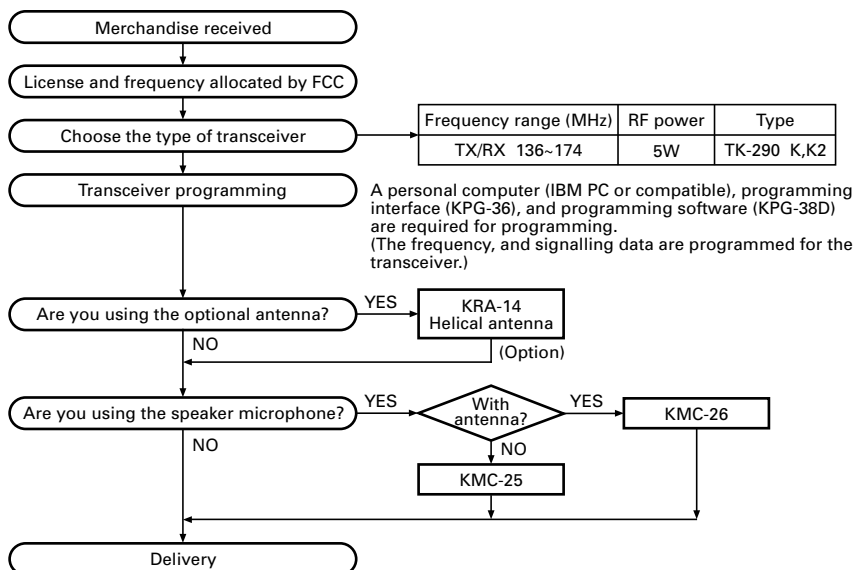 Merchandise received
License and frequency allocated by FCC
Choose the type of transceiver
Frequency range (MHz) RF power Type
TX/RX 136~174 5W TK-290 K,K2
Transceiver programming
A personal computer (IBM PC or compatible), programming
interface (KPG-36), and programming software (KPG-38D)
are required for programming.
(The frequency, and signalling data are programmed for the
transceiver.)
Are you using the optional antenna?
YES
KRA-14
Helical antenna
NO
(Option)
Are you using the speaker microphone?
YES
With
antenna?
YES
KMC-26
NO
NO
KMC-25
Delivery